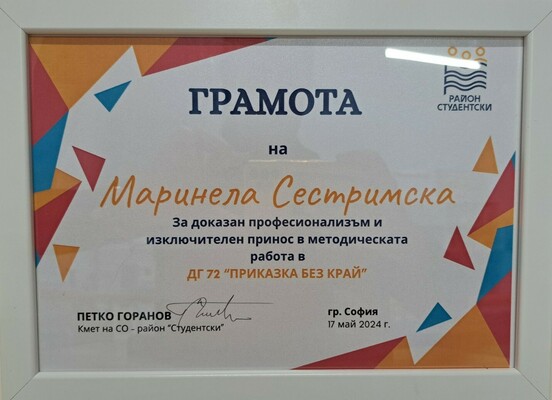 РАЙОН
СТУДЕНТСКИ
ГРАМОТА
на
Маринела Сестримска
За доказан професионализъм и
изключителен принос в методическата
работа в
ДГ 72 "ПРИКАЗКА БЕЗ КРАЙ"
ПЕТКО ГОРАНОВ
Кмет на СО - район "Студентски"
гр. София
17 май 2024 г.